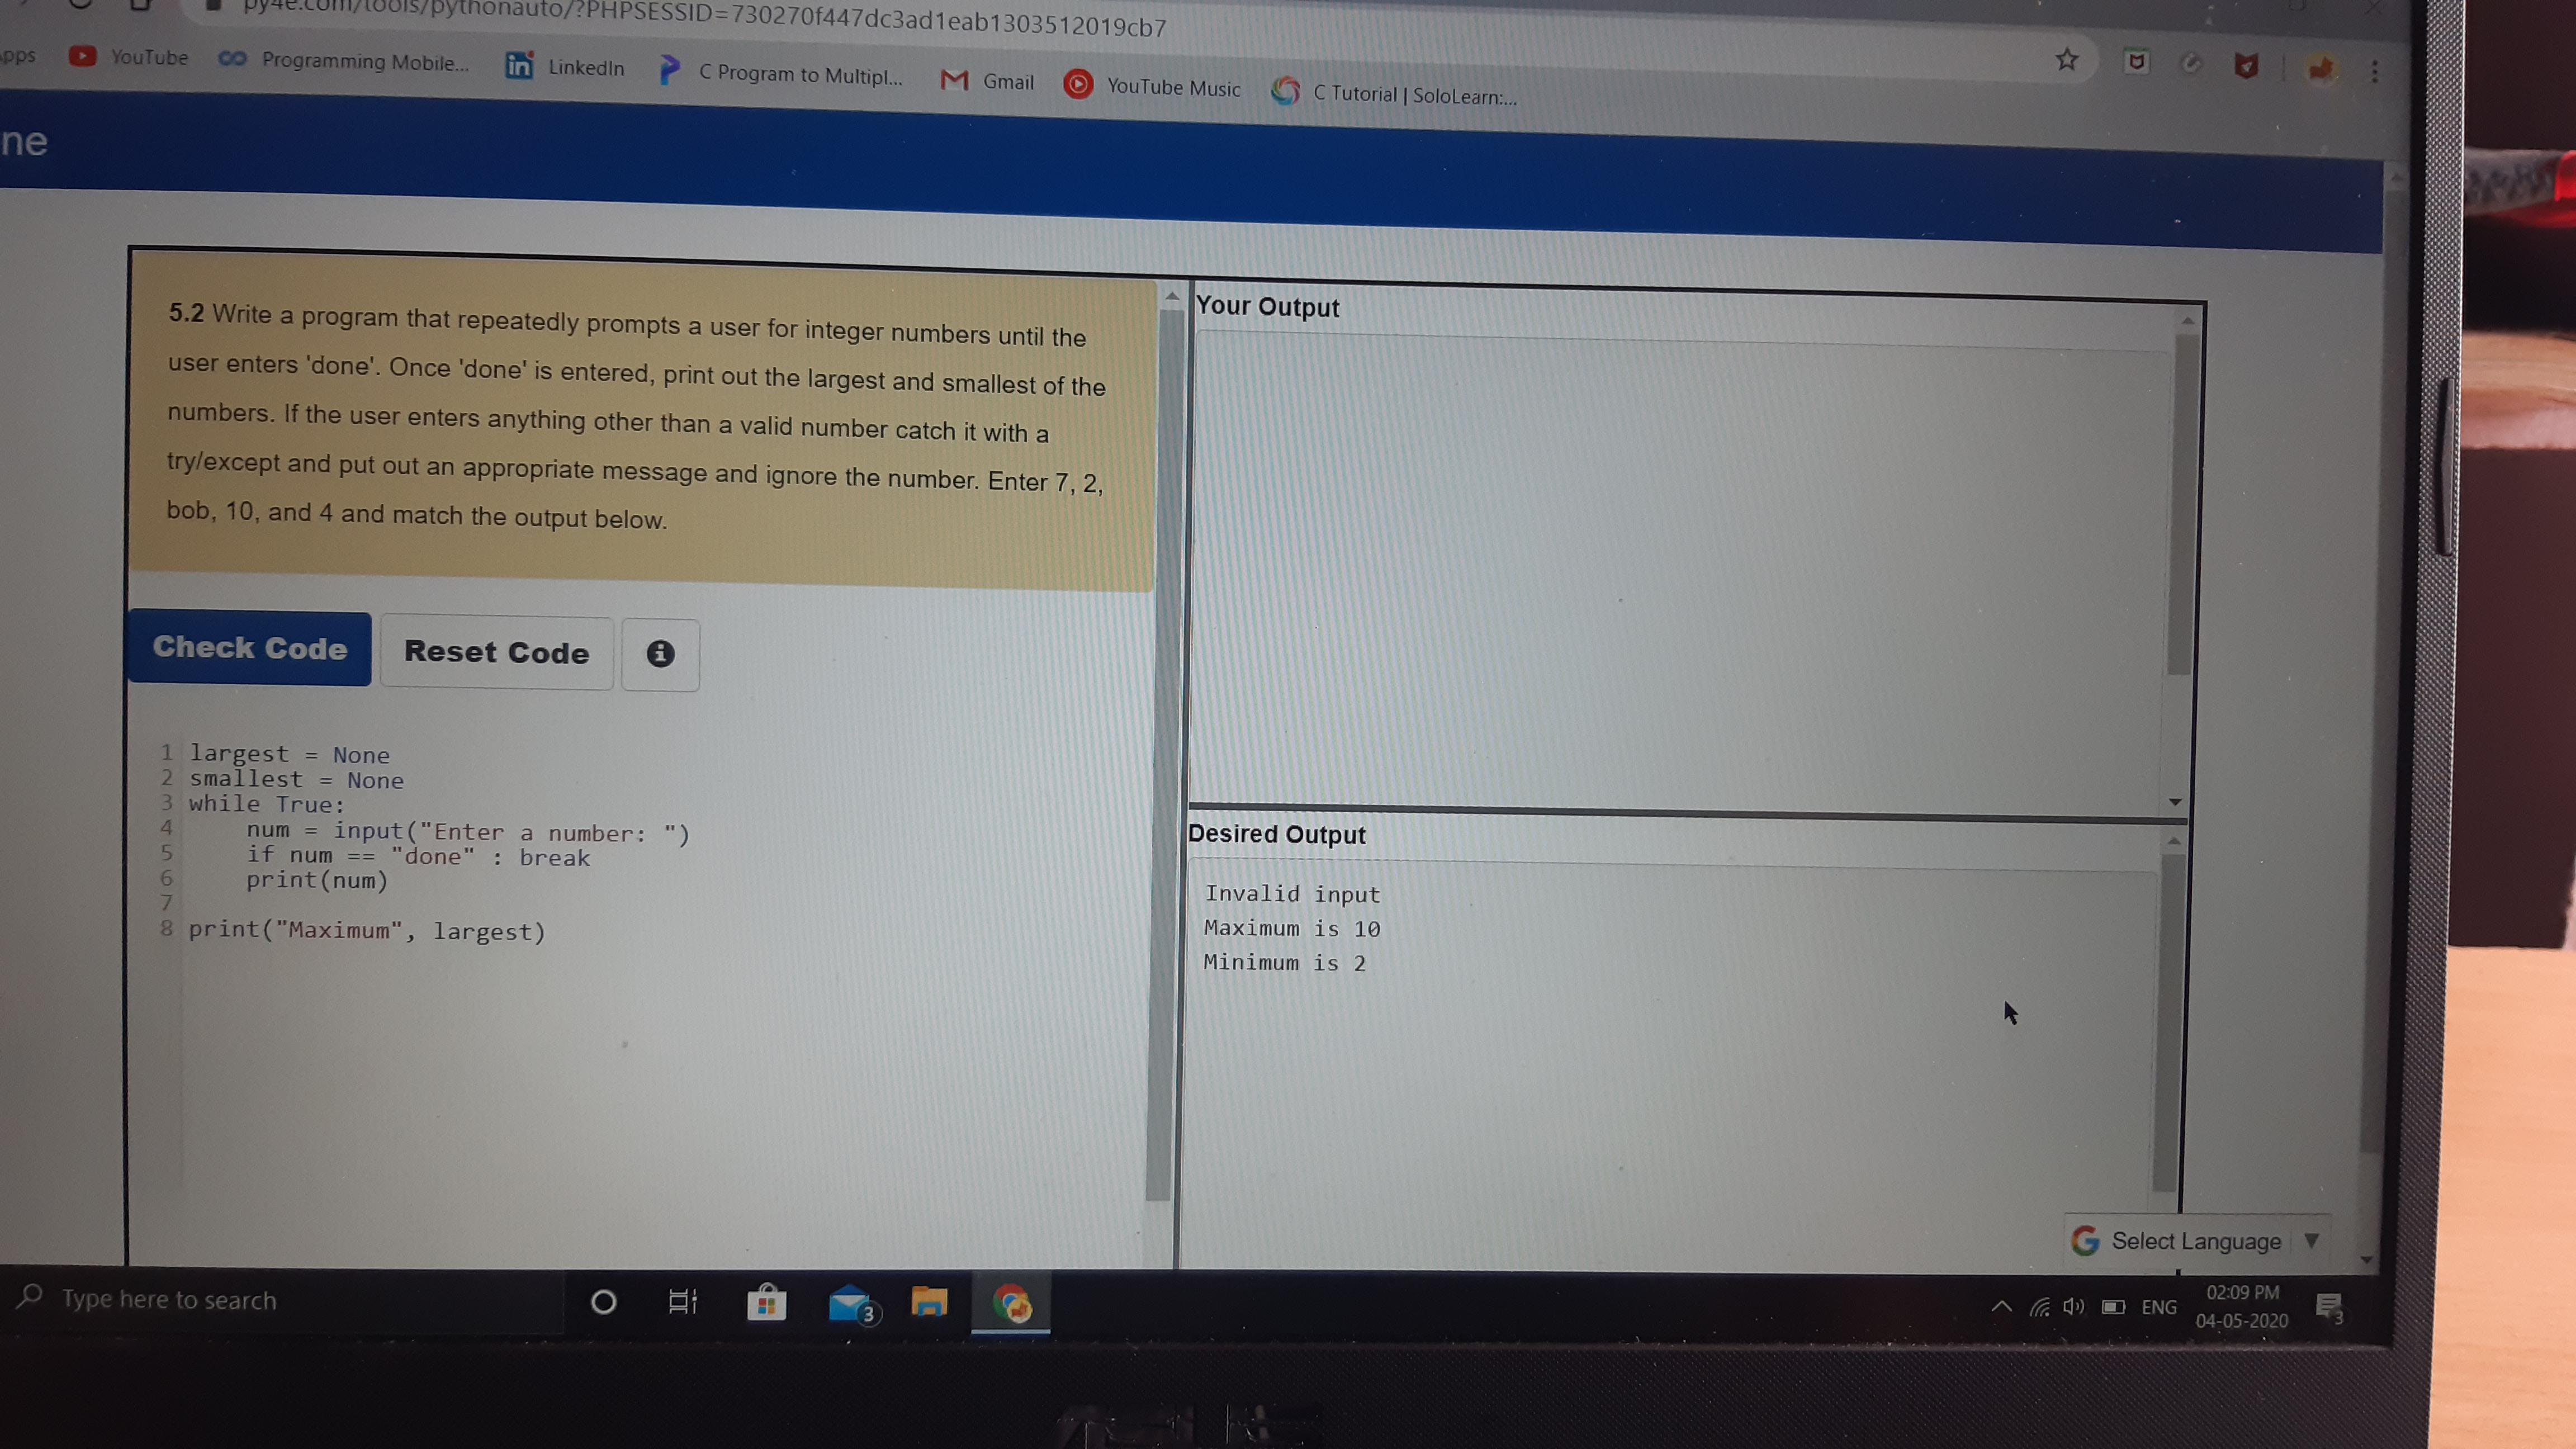 py4e.com/tools/pythonauto/?PHPSESSID=730270f447dc3ad1eab1303512019cb7
YouTube Programming Mobile... LinkedIn C Program to Multipl... Gmail YouTube Music C Tutorial | SoloLearn:...
ne
5.2 Write a program that repeatedly prompts a user for integer numbers until the
user enters 'done'. Once 'done' is entered, print out the largest and smallest of the
numbers. If the user enters anything other than a valid number catch it with a
try/except and put out an appropriate message and ignore the number. Enter 7, 2,
bob, 10, and 4 and match the output below.
Check Code Reset Code
1 largest = None
2 smallest = None
3 while True:
4     num = input("Enter a number: ")
5     if num == "done" : break
6     print(num)
7
8 print("Maximum", largest)
Your Output
Desired Output
Invalid input
Maximum is 10
Minimum is 2
Select Language
Type here to search
3
ENG
02:09 PM
04-05-2020
3